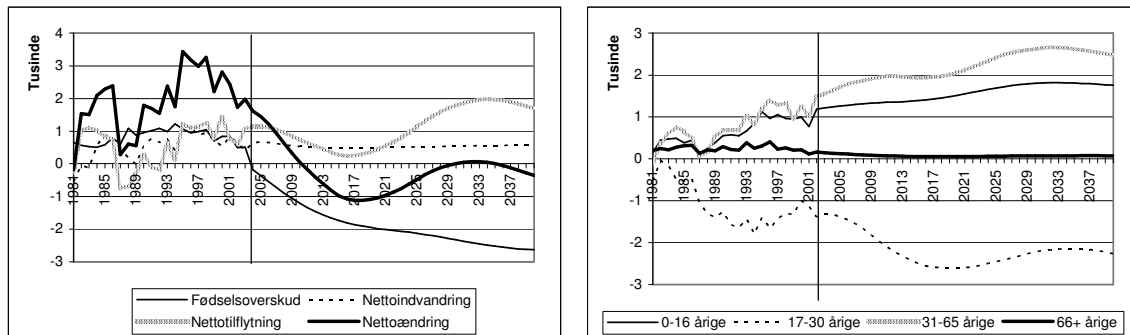 Tusinde
4
3
2
1
0
-1
-2
-3
1981 1985 1989 1993 1997 2001 2005 2009 2013 2017 2021 2025 2029 2033 2037
Fødselsoverskud Nettoindvandring
Nettotilflytning Nettoændring
Tusinde
3
2
1
0
-1
-2
-3
1981 1985 1989 1993 1997 2001 2005 2009 2013 2017 2021 2025 2029 2033 2037
0-16 årige 17-30 årige 31-65 årige 66+ årige